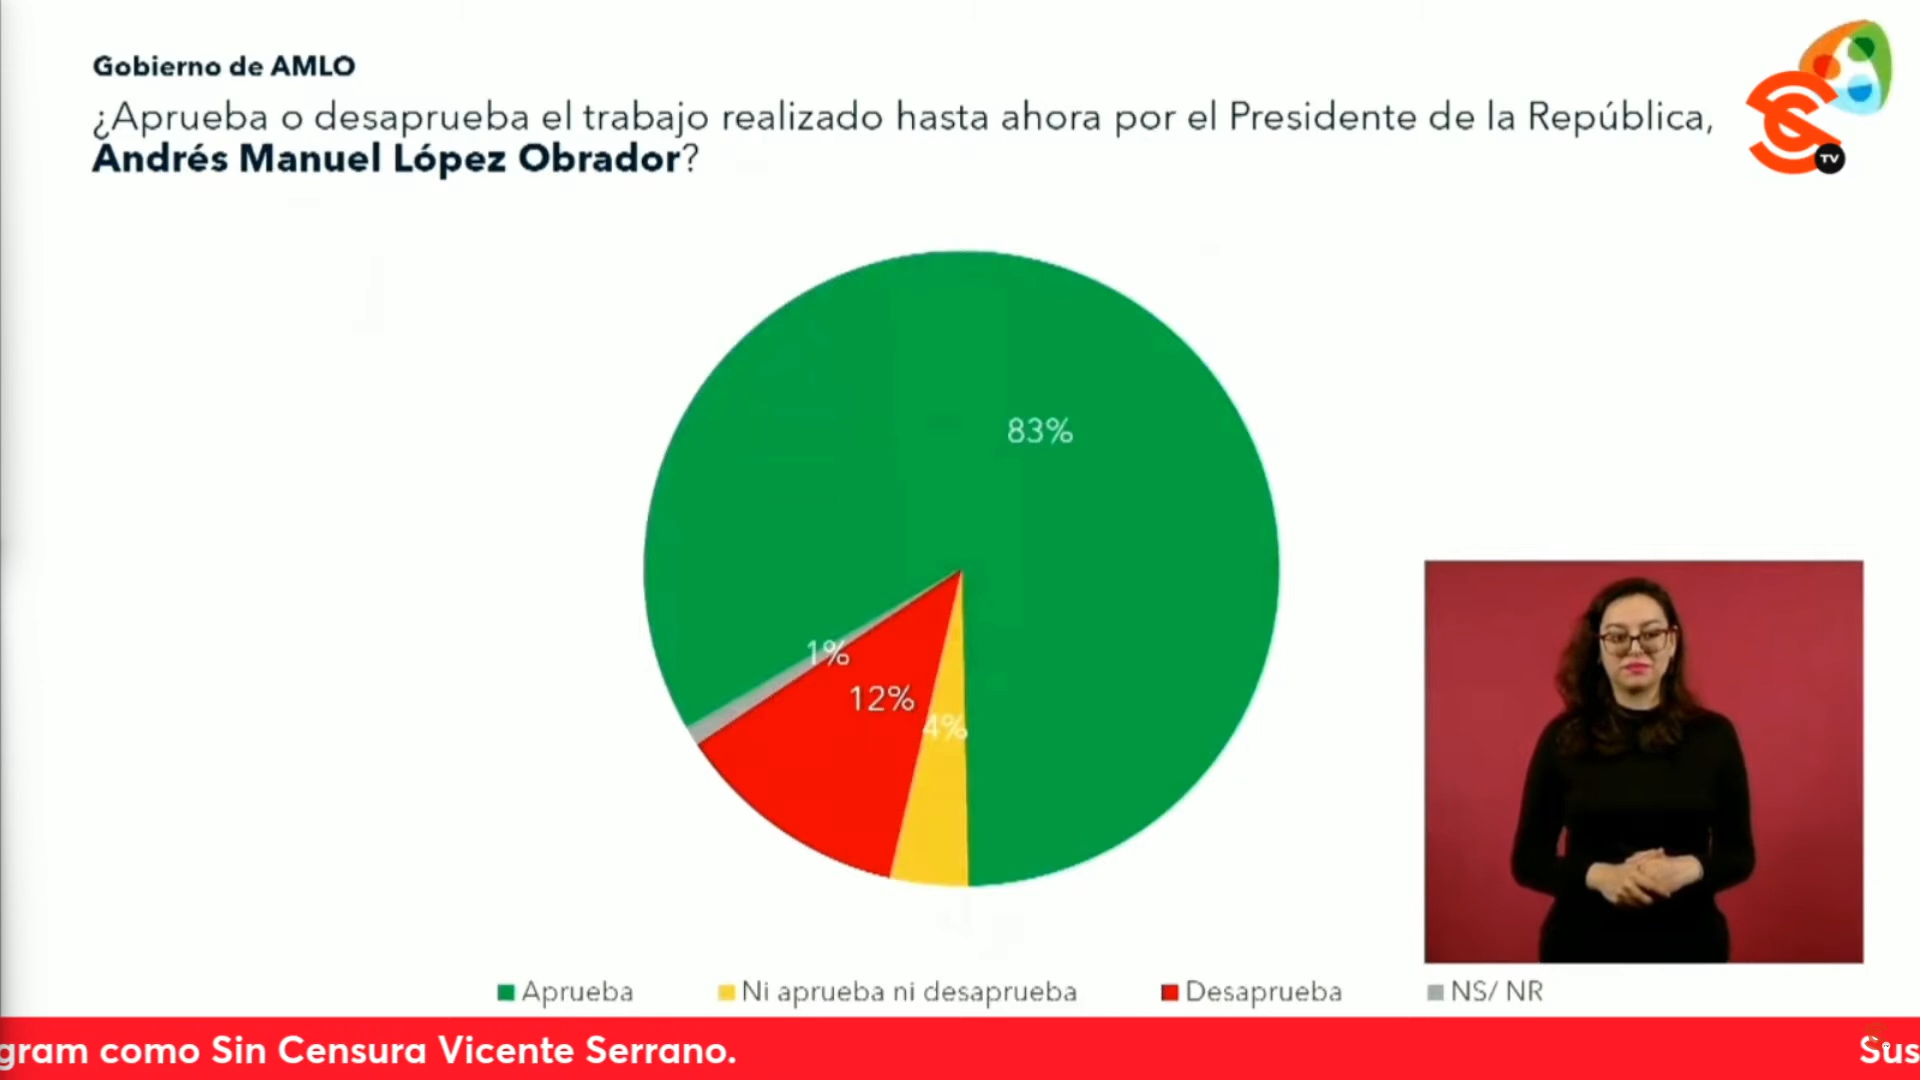 Gobierno de AMLO
¿Aprueba o desaprueba el trabajo realizado hasta ahora por el Presidente de la República,
Andrés Manuel López Obrador?
TV
83%
1%
12%
4%
Aprueba
Ni aprueba ni desaprueba
Desaprueba
NS/ NR
gram como Sin Censura Vicente Serrano.
Sus